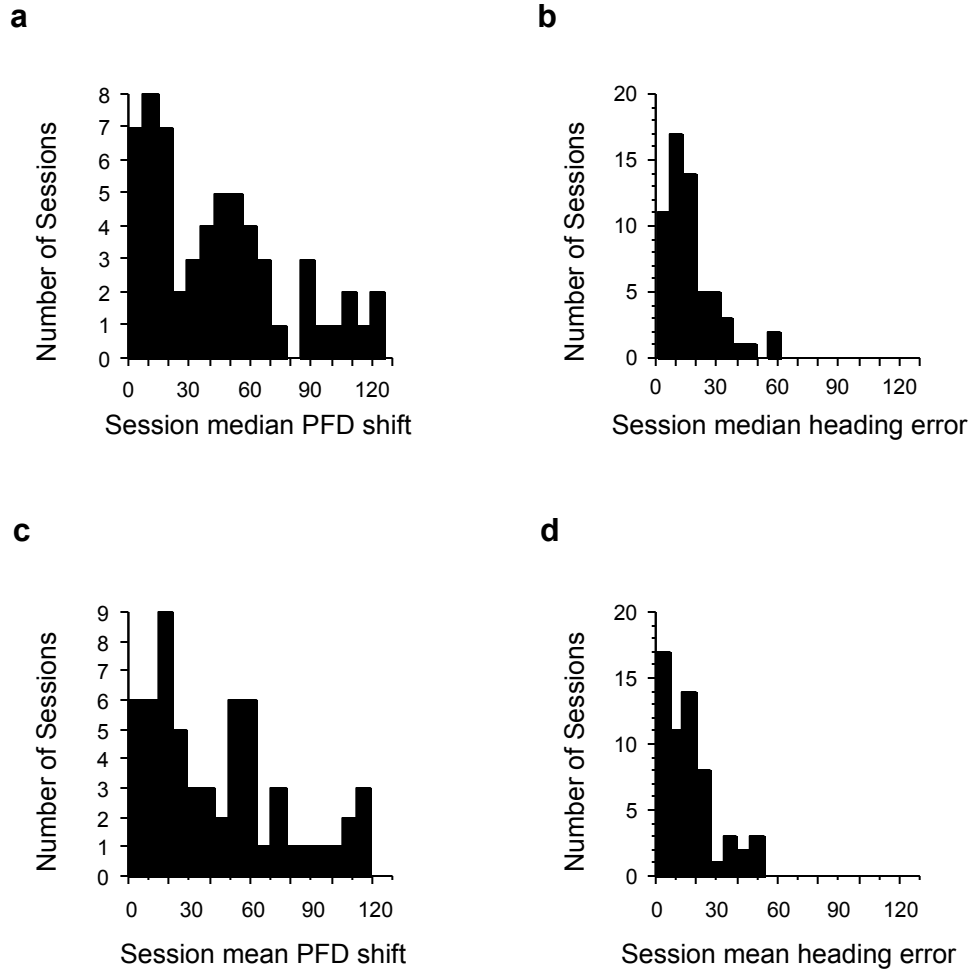 a
b
Number of Sessions
8
7
6
5
4
3
2
1
0
0 30 60 90 120
Session median PFD shift
Number of Sessions
20
15
10
5
0
0 30 60 90 120
Session median heading error
c
d
Number of Sessions
9
8
7
6
5
4
3
2
1
0
0 30 60 90 120
Session mean PFD shift
Number of Sessions
20
15
10
5
0
0 30 60 90 120
Session mean heading error